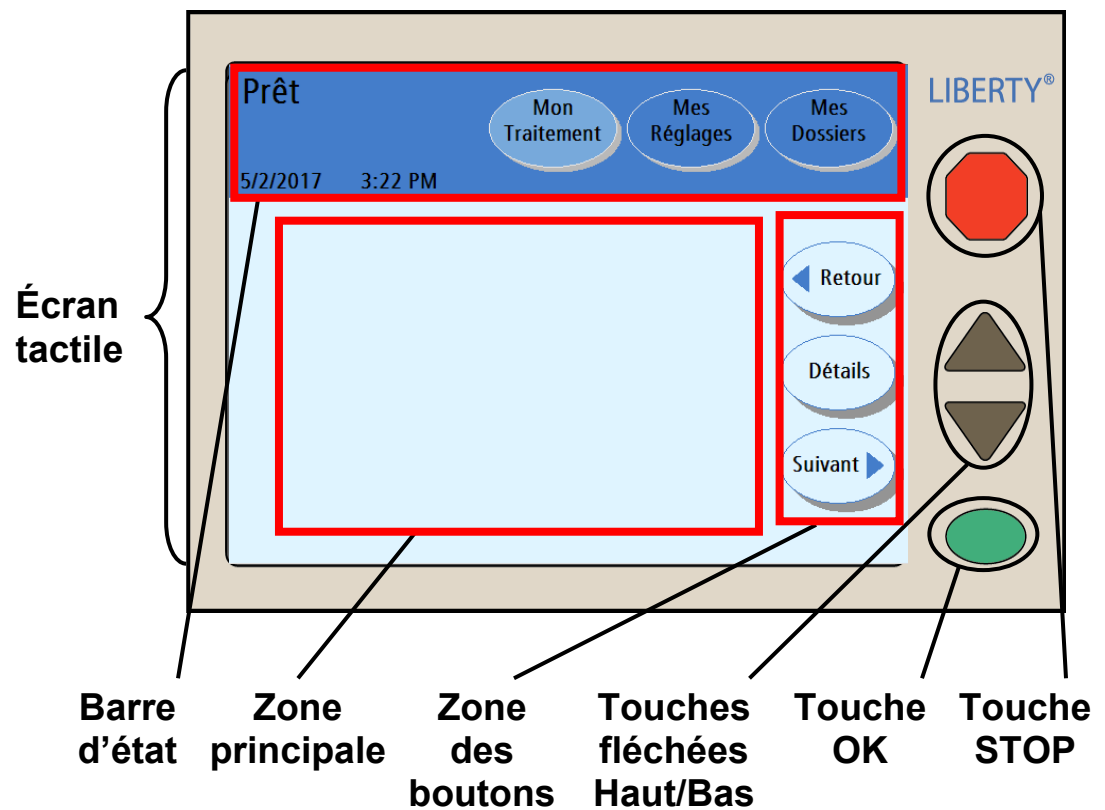 Prêt
Mon
Traitement
Mes
Réglages
Mes
Dossiers
5/2/2017 3:22 PM
LIBERTY®
Retour
Détails
Suivant
Écran
tactile
Barre
d’état
Zone
principale
Zone
des
boutons
Touches
fléchées
Haut/Bas
Touche
OK
Touche
STOP